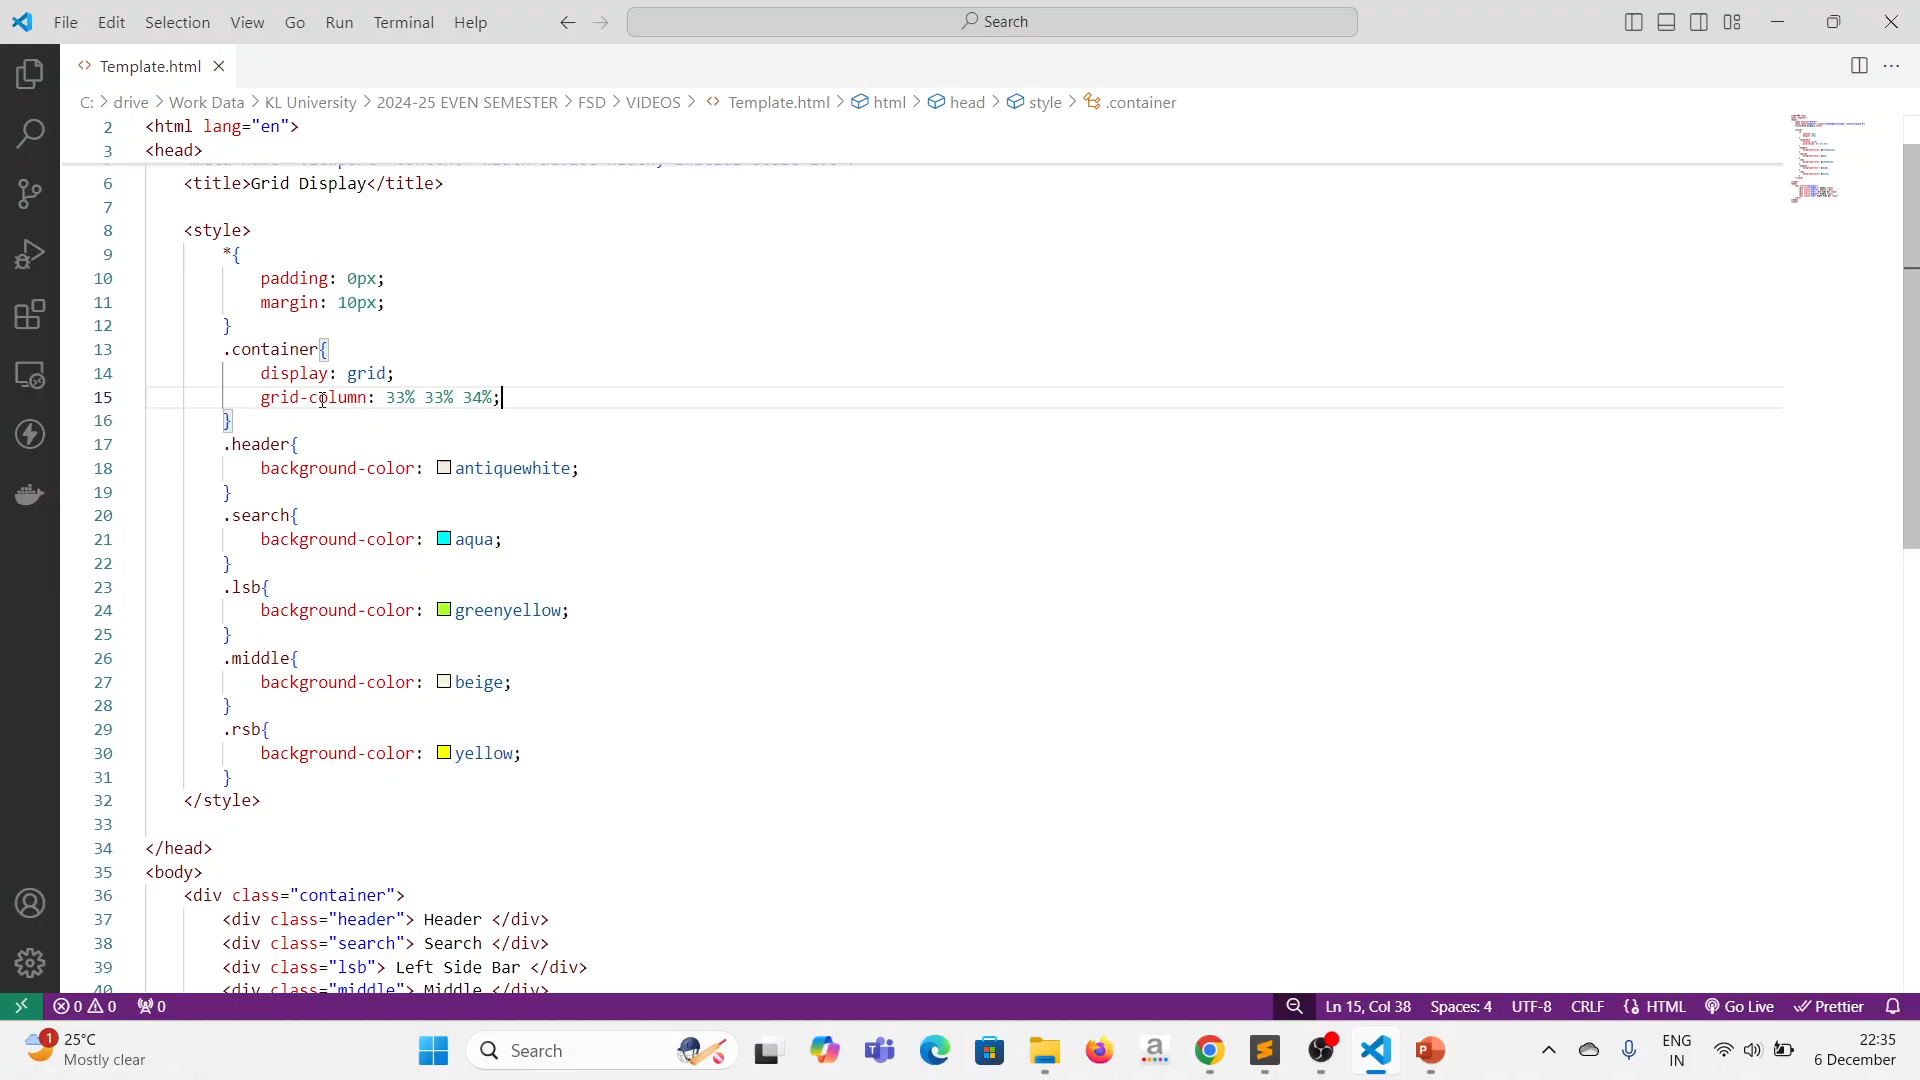 File Edit Selection View Go Run Terminal Help Search
Template.html
C: > drive > Work Data > KL University > 2024-25 EVEN SEMESTER > FSD > VIDEOS > Template.html > html > head > style > .container
2 <html lang="en">
3 <head>
6 <title>Grid Display</title>
7
8 <style>
9 *{
10 padding: 0px;
11 margin: 10px;
12 }
13 .container{
14 display: grid;
15 grid-column: 33% 33% 34%;
16 }
17 .header{
18 background-color: antiquewhite;
19 }
20 .search{
21 background-color: aqua;
22 }
23 .lsb{
24 background-color: greenyellow;
25 }
26 .middle{
27 background-color: beige;
28 }
29 .rsb{
30 background-color: yellow;
31 }
32 </style>
33
34 </head>
35 <body>
36 <div class="container">
37 <div class="header"> Header </div>
38 <div class="search"> Search </div>
39 <div class="lsb"> Left Side Bar </div>
40 <div class="middle"> Middle </div>
0 0 0 Ln 15, Col 38 Spaces: 4 UTF-8 CRLF {} HTML Go Live Prettier
1 25°C
Mostly clear
Search
ENG
IN
22:35
6 December